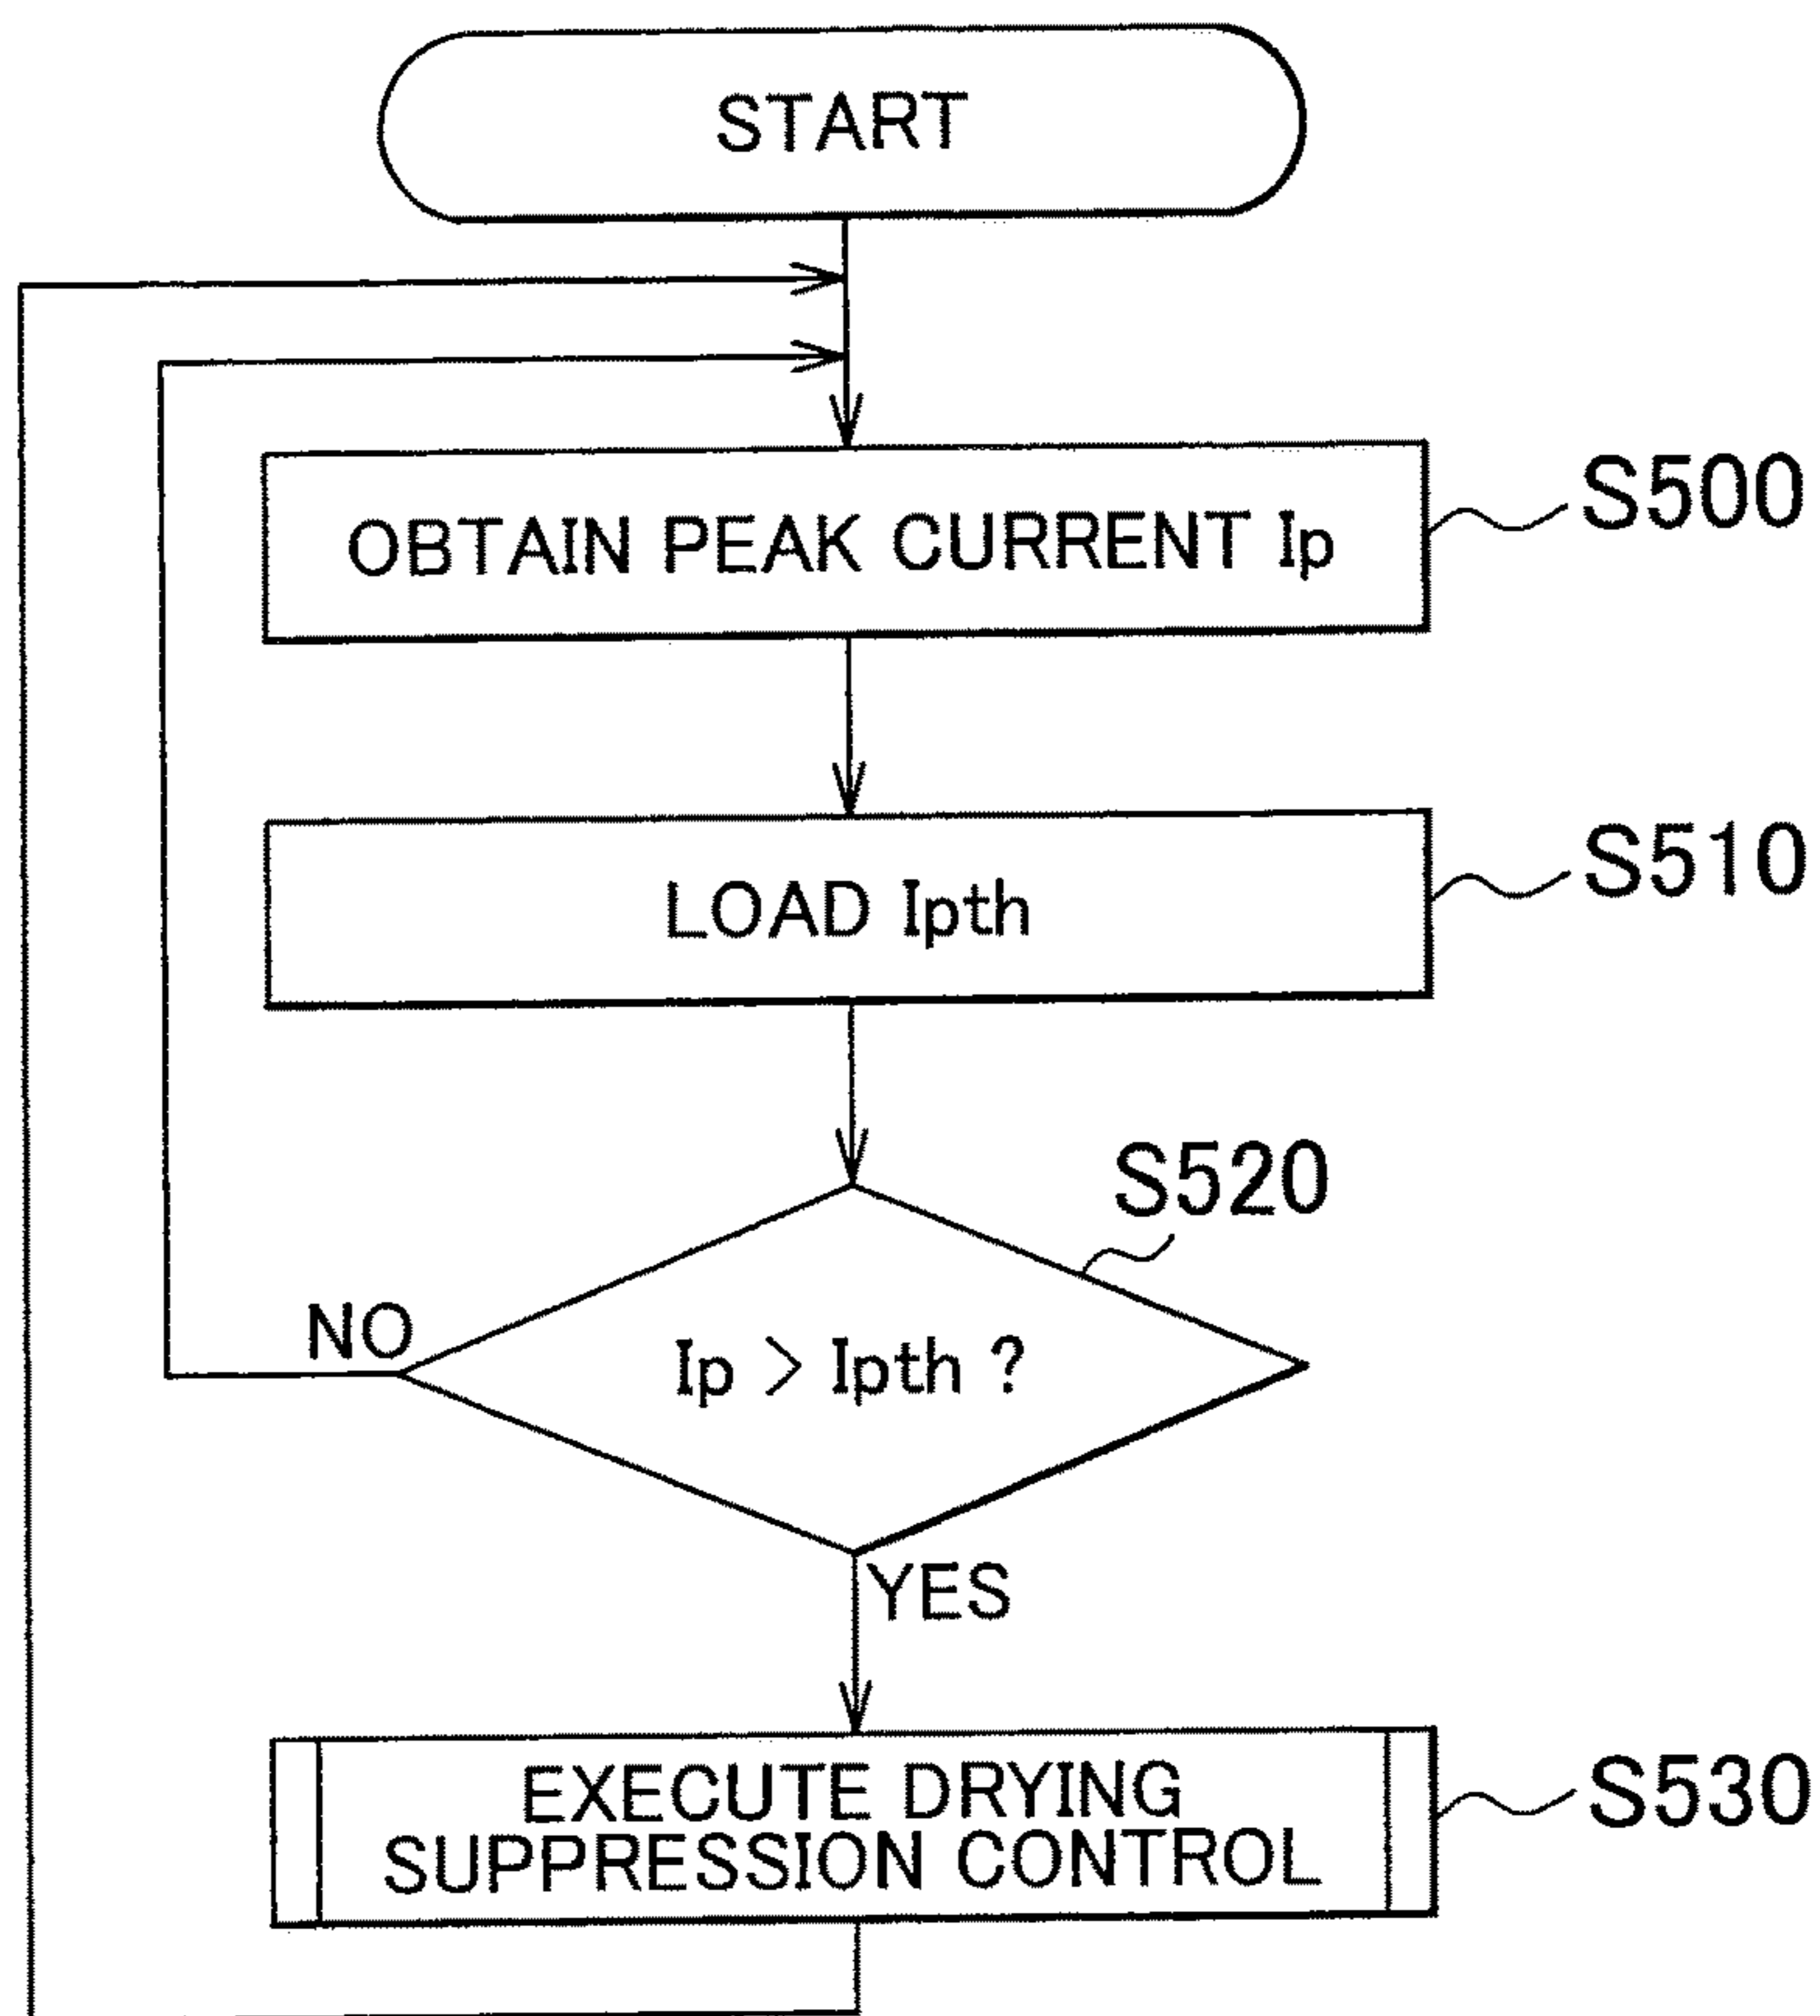 START
OBTAIN PEAK CURRENT Ip
S500
LOAD Ipth
S510
S520
NO
Ip > Ipth ?
YES
EXECUTE DRYING
SUPPRESSION CONTROL
S530